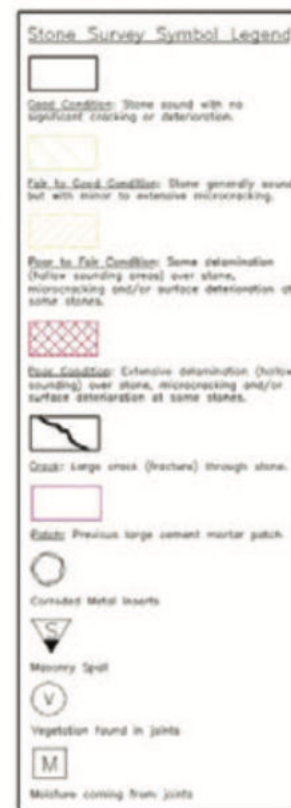 Stone Survey Symbol Legend
Good Condition: Stone sound with no
significant cracking or deterioration.
Fair to Good Condition: Stone generally sound
but with minor to extensive microcracking.
Poor to Fair Condition: Some delamination
(hollow sounding areas) over stone,
microcracking and/or surface deterioration at
some stones.
Poor Condition: Extensive delamination (hollow
sounding) over stone, microcracking and/or
surface deterioration at some stones.
Crack: Large crack (fracture) through stone.
Patch: Previous large cement mortar patch.
Corroded Metal Inserts
S
Masonry Spall
V
Vegetation found in joints
M
Moisture coming from joints